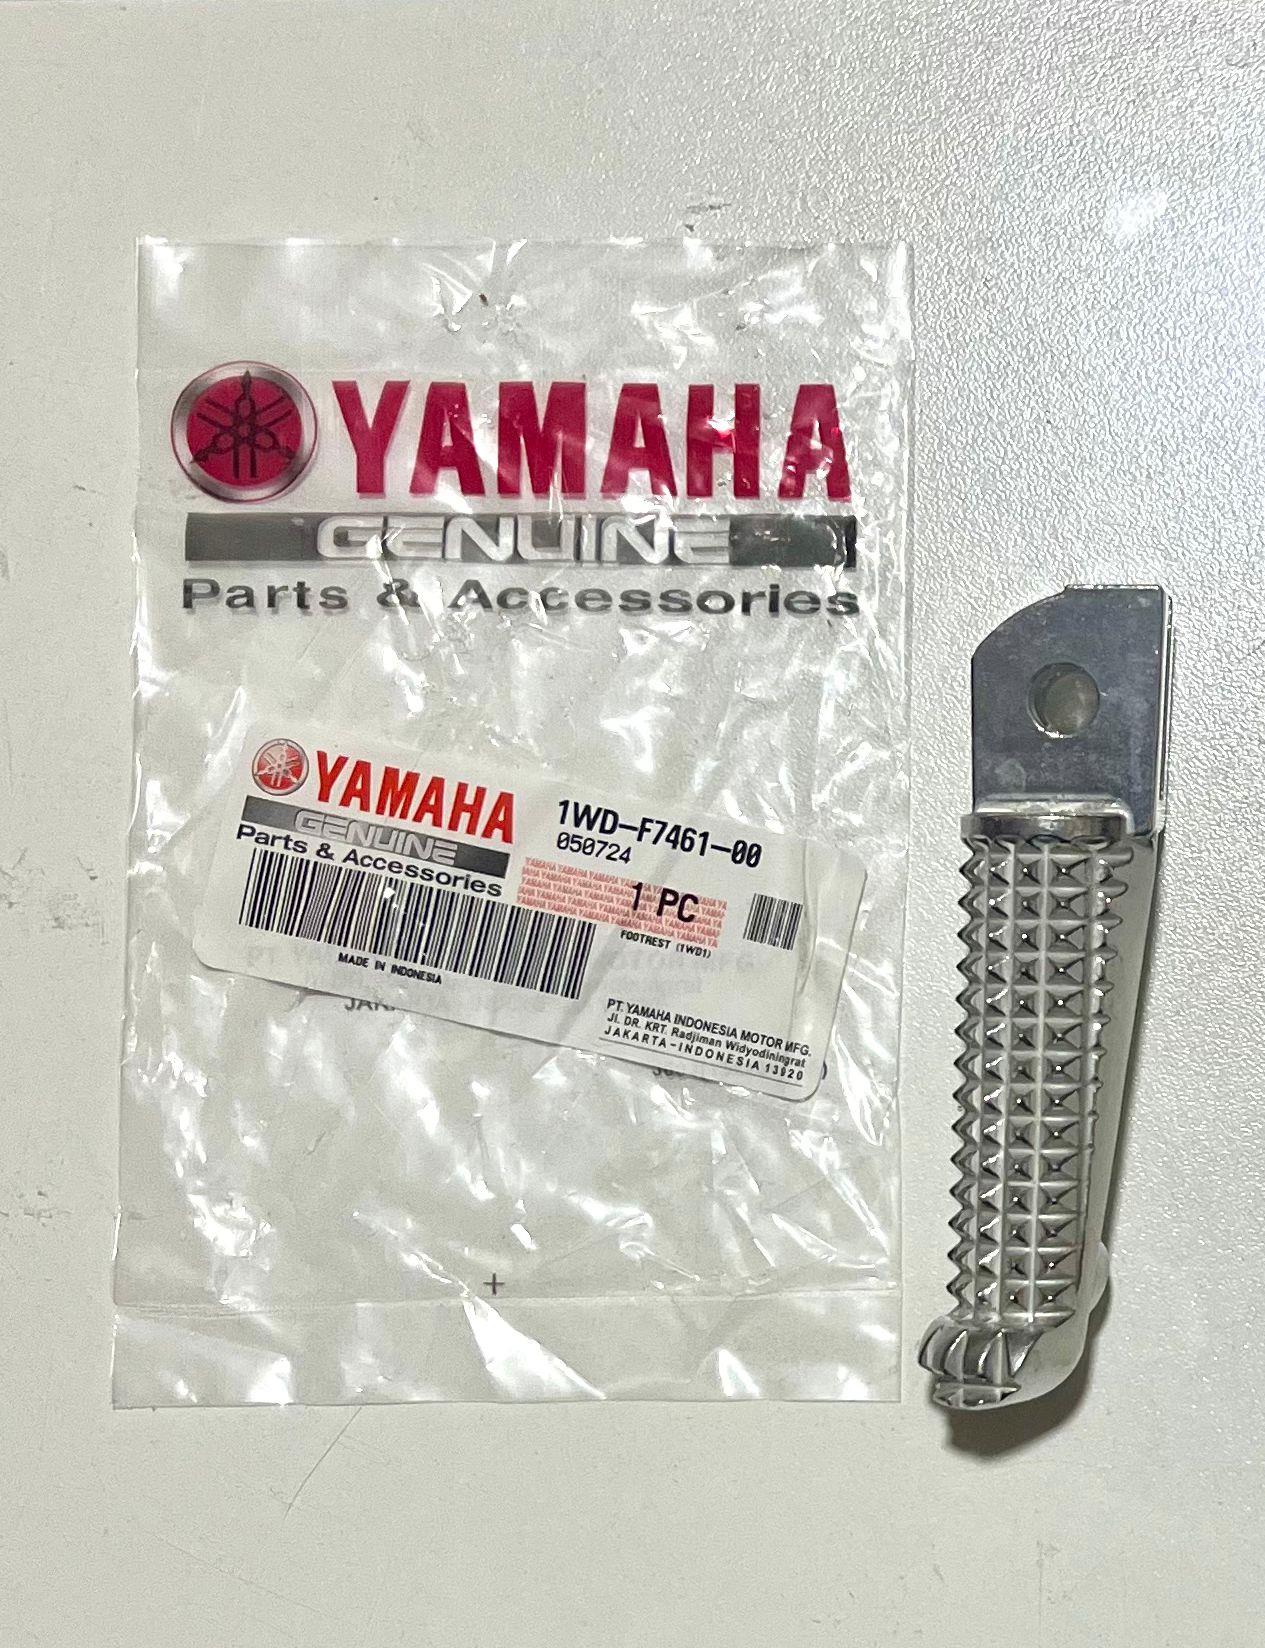 YAMAHA
GENUINE
Parts & Accessories
YAMAHA
GENUINE
Parts & Accessories
1WD-F7461-00
050724
1 PC
FOOTREST (1WD1)
MADE IN INDONESIA
PT. YAMAHA INDONESIA MOTOR MFG.
Jl. DR. KRT. Radjiman Widyodiningrat
JAKARTA-INDONESIA 13920